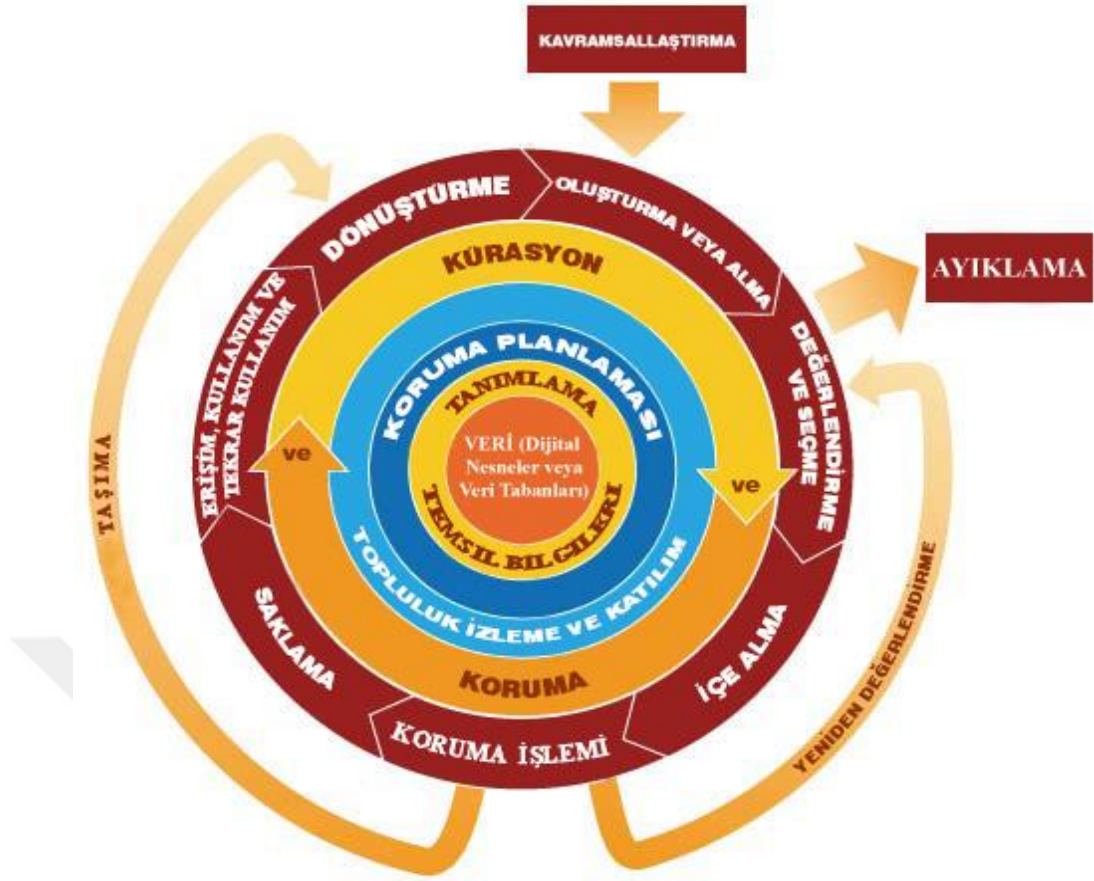 KAVRAMSALLAŞTIRMA
DÖNÜŞTÜRME
OLUŞTURMA VEYA ALMA
AYIKLAMA
DEĞERLENDİRME
VE SEÇME
ERİŞİM, KULLANIM VE
TEKRAR KULLANIM
KÜRASYON
ve
ve
KORUMA PLANLAMASI
TANIMLAMA
VERİ (Dijital
Nesneler veya
Veri Tabanları)
TEMSIL BILGILERI
TOPLULUK İZLEME VE KATILIM
KORUMA
SAKLAMA
KORUMA İŞLEMİ
İÇE ALMA
TAŞIMA
YENİDEN DEĞERLENDİRME